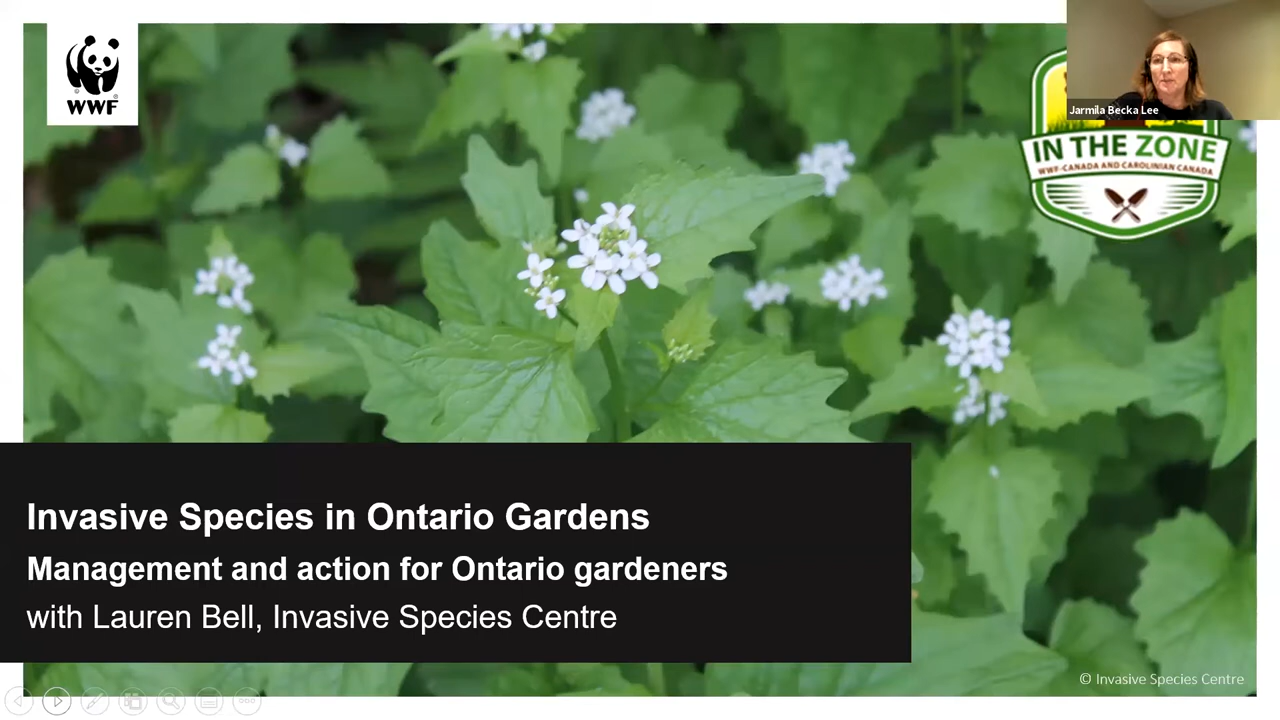 WWF
Jarmila Becka Lee
IN THE ZONE
WWF-CANADA AND CAROLINIAN CANADA
Invasive Species in Ontario Gardens
Management and action for Ontario gardeners
with Lauren Bell, Invasive Species Centre
© Invasive Species Centre